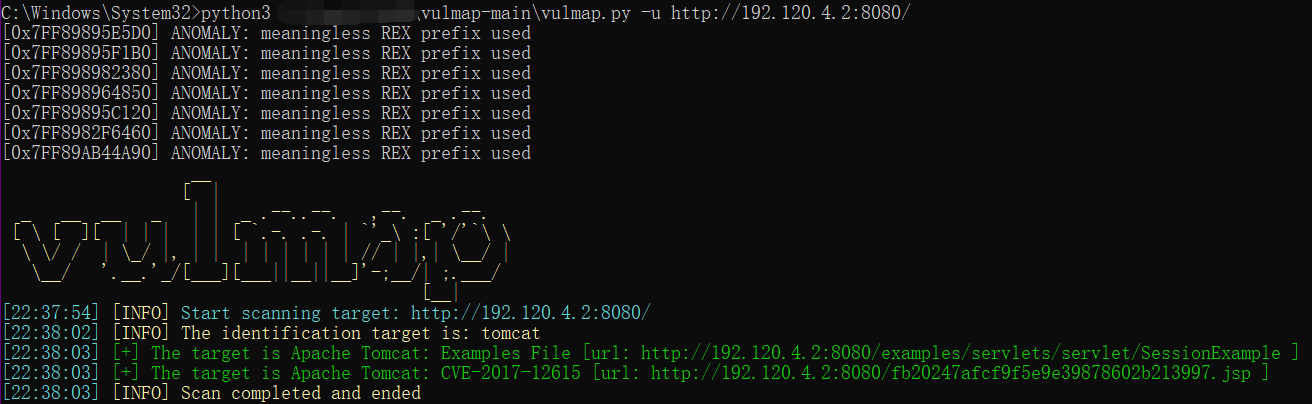 C:\Windows\System32>python3 \vulmap-main\vulmap.py -u http://192.120.4.2:8080/
[0x7FF89895E5D0] ANOMALY: meaningless REX prefix used
[0x7FF89895F1B0] ANOMALY: meaningless REX prefix used
[0x7FF898982380] ANOMALY: meaningless REX prefix used
[0x7FF898964850] ANOMALY: meaningless REX prefix used
[0x7FF89895C120] ANOMALY: meaningless REX prefix used
[0x7FF8982F6460] ANOMALY: meaningless REX prefix used
[0x7FF89AB44A90] ANOMALY: meaningless REX prefix used
vulmap
[22:37:54] [INFO] Start scanning target: http://192.120.4.2:8080/
[22:38:02] [INFO] The identification target is: tomcat
[22:38:03] [+] The target is Apache Tomcat: Examples File [url: http://192.120.4.2:8080/examples/servlets/servlet/SessionExample ]
[22:38:03] [+] The target is Apache Tomcat: CVE-2017-12615 [url: http://192.120.4.2:8080/fb20247afcf9f5e9e39878602b213997.jsp ]
[22:38:03] [INFO] Scan completed and ended